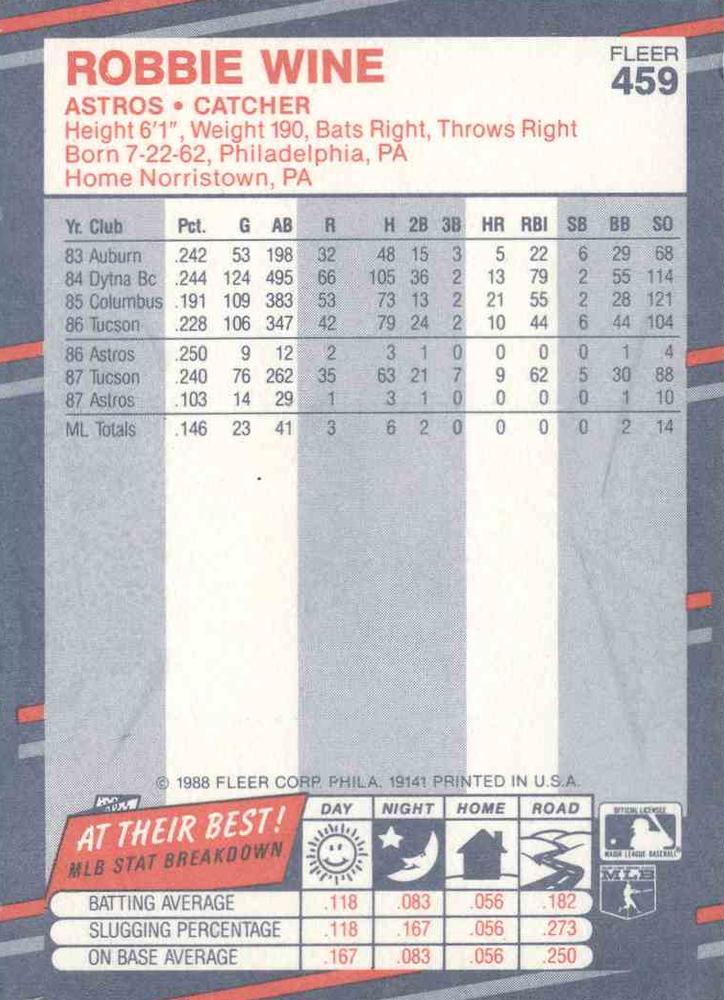 ROBBIE WINE
FLEER
459
ASTROS • CATCHER
Height 6'1", Weight 190, Bats Right, Throws Right
Born 7-22-62, Philadelphia, PA
Home Norristown, PA
Yr. Club Pct. G AB R H 2B 3B HR RBI SB BB SO
83 Auburn .242 53 198 32 48 15 3 5 22 6 29 68
84 Dytna Bc .244 124 495 66 105 36 2 13 79 2 55 114
85 Columbus .191 109 383 53 73 13 2 21 55 2 28 121
86 Tucson .228 106 347 42 79 24 2 10 44 6 44 104
86 Astros .250 9 12 2 3 1 0 0 0 0 1 4
87 Tucson .240 76 262 35 63 21 7 9 62 5 30 88
87 Astros .103 14 29 1 3 1 0 0 0 0 1 10
ML Totals .146 23 41 3 6 2 0 0 0 0 2 14
© 1988 FLEER CORP. PHILA. 19141 PRINTED IN U.S.A.
AT THEIR BEST!
MLB STAT BREAKDOWN
DAY NIGHT HOME ROAD
BATTING AVERAGE .118 .083 .056 .182
SLUGGING PERCENTAGE .118 .167 .056 .273
ON BASE AVERAGE .167 .083 .056 .250
OFFICIAL LICENSEE
MAJOR LEAGUE BASEBALL
MLB